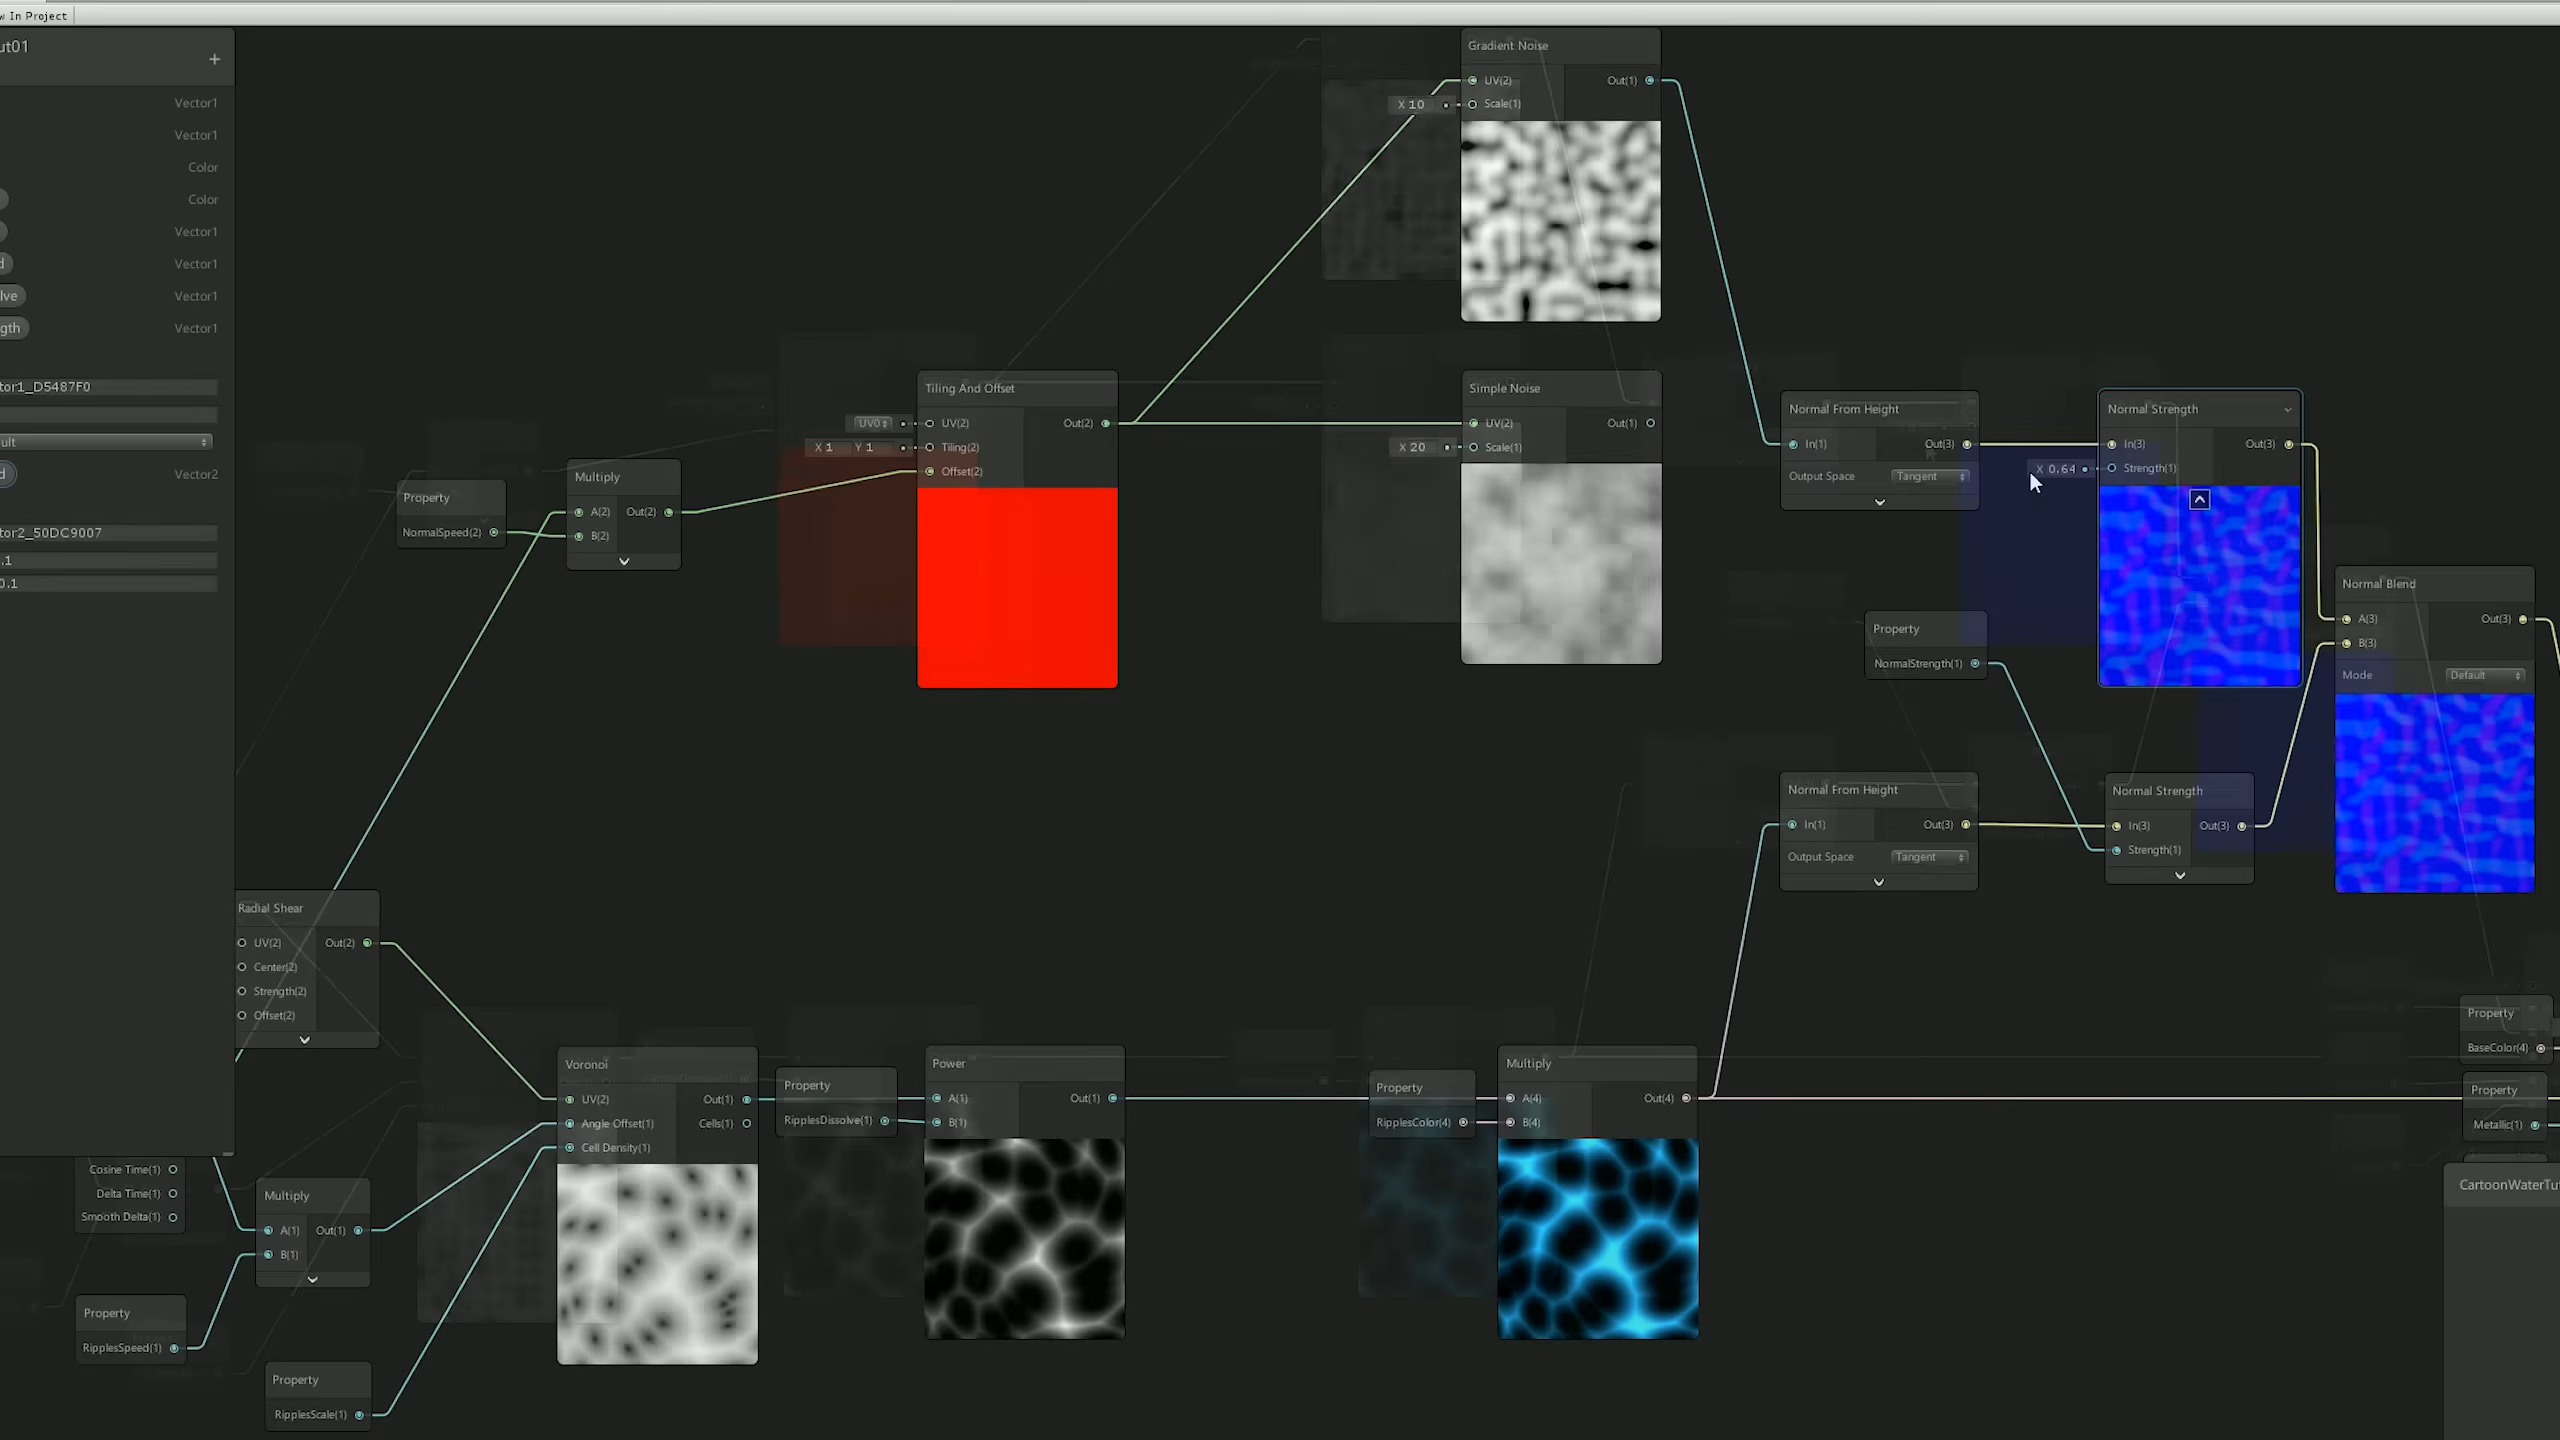 w In Project
ut01
+
Vector1
Vector1
Color
Color
Vector1
d Vector1
lve Vector1
gth Vector1
tor1_D5487F0
ult
d Vector2
tor2_50DC9007
.1
0.1
Gradient Noise
UV(2) Out(1)
X 10 Scale(1)
Tiling And Offset
UV0 UV(2) Out(2)
X 1 Y 1 Tiling(2)
Offset(2)
Simple Noise
UV(2) Out(1)
X 20 Scale(1)
Property
NormalSpeed(2)
Multiply
A(2) Out(2)
B(2)
Normal From Height
In(1) Out(3)
Output Space Tangent
Normal Strength
In(3) Out(3)
X 0.64 Strength(1)
Property
NormalStrength(1)
Normal Blend
A(3) Out(3)
B(3)
Mode Default
Normal From Height
In(1) Out(3)
Output Space Tangent
Normal Strength
In(3) Out(3)
Strength(1)
Radial Shear
UV(2) Out(2)
Center(2)
Strength(2)
Offset(2)
Voronoi
UV(2) Out(1)
Angle Offset(1) Cells(1)
Cell Density(1)
Property
RipplesDissolve(1)
Power
A(1) Out(1)
B(1)
Property
RipplesColor(4)
Multiply
A(4) Out(4)
B(4)
Property
BaseColor(4)
Property
Metallic(1)
CartoonWaterTu
Cosine Time(1)
Delta Time(1)
Smooth Delta(1)
Multiply
A(1) Out(1)
B(1)
Property
RipplesSpeed(1)
Property
RipplesScale(1)